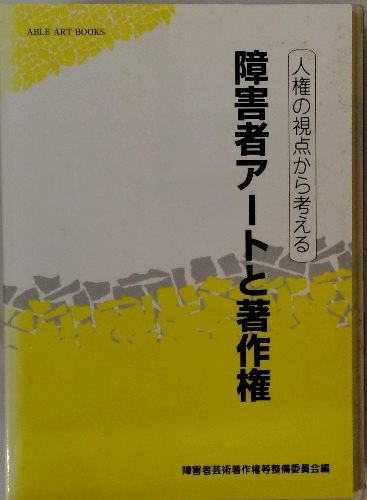 ABLE ART BOOKS
人権の視点から考える
障害者アートと著作権
障害者芸術著作権等整備委員会編